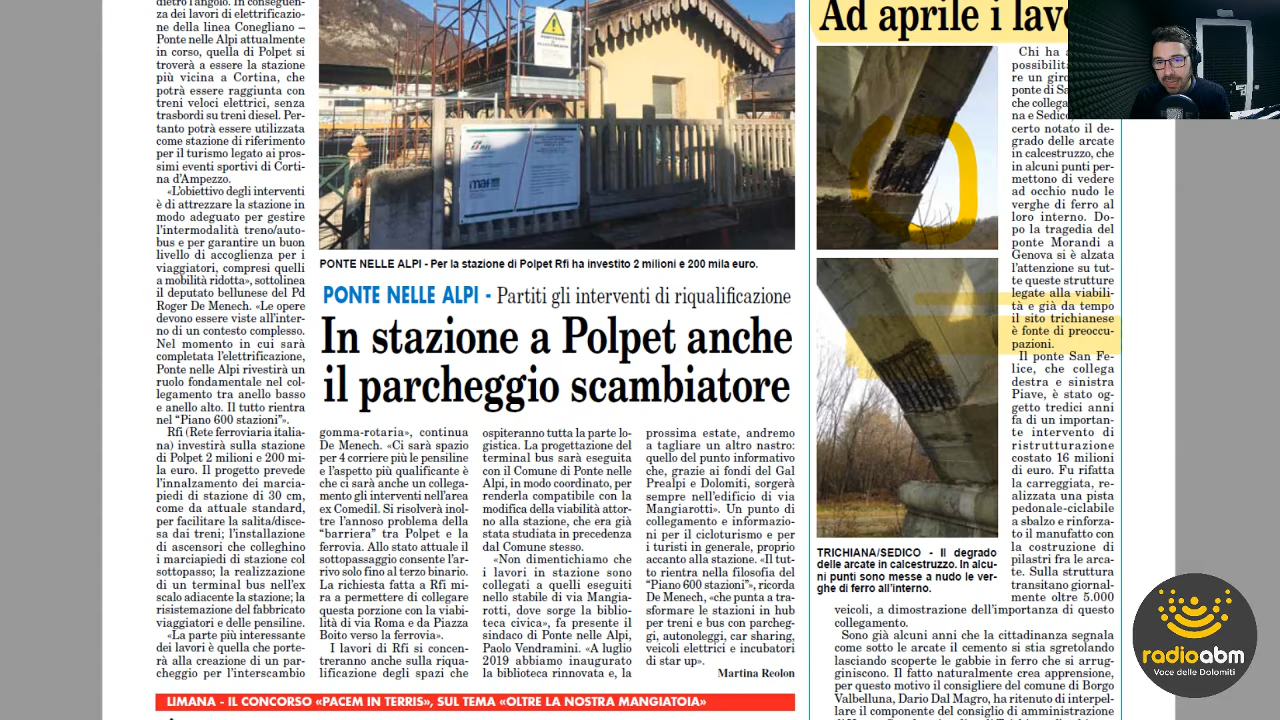 dietro l'angolo. In conseguen-
za dei lavori di elettrificazio-
ne della linea Conegliano –
Ponte nelle Alpi attualmente
in corso, quella di Polpet si
troverà a essere la stazione
più vicina a Cortina, che
potrà essere raggiunta con
treni veloci elettrici, senza
trasbordi su treni diesel. Per-
tanto potrà essere utilizzata
come stazione di riferimento
per il turismo legato ai pros-
simi eventi sportivi di Corti-
na d'Ampezzo.
«L'obiettivo degli interventi
è di attrezzare la stazione in
modo adeguato per gestire
l'intermodalità treno/auto-
bus e per garantire un buon
livello di accoglienza per i
viaggiatori, compresi quelli
a mobilità ridotta», sottolinea
il deputato bellunese del Pd
Roger De Menech. «Le opere
devono essere viste all'inter-
no di un contesto complesso.
Nel momento in cui sarà
completata l'elettrificazione,
Ponte nelle Alpi rivestirà un
ruolo fondamentale nel col-
legamento tra anello basso
e anello alto. Il tutto rientra
nel "Piano 600 stazioni"».
Rfi (Rete ferroviaria italia-
na) investirà sulla stazione
di Polpet 2 milioni e 200 mi-
la euro. Il progetto prevede
l'innalzamento dei marcia-
piedi di stazione di 30 cm,
come da attuale standard,
per facilitare la salita/disce-
sa dai treni; l'installazione
di ascensori che colleghino
i marciapiedi di stazione col
sottopasso; la realizzazione
di un terminal bus nell'ex
scalo adiacente la stazione; la
risistemazione del fabbricato
viaggiatori e delle pensiline.
«La parte più interessante
dei lavori è quella che porte-
rà alla creazione di un par-
cheggio per l'interscambio
PONTE NELLE ALPI - Per la stazione di Polpet Rfi ha investito 2 milioni e 200 mila euro.
PONTE NELLE ALPI - Partiti gli interventi di riqualificazione
In stazione a Polpet anche
il parcheggio scambiatore
gomma-rotaria», continua
De Menech. «Ci sarà spazio
per 4 corriere più le pensiline
e l'aspetto più qualificante è
che ci sarà anche un collega-
mento gli interventi nell'area
ex Comedil. Si risolverà inol-
tre l'annoso problema della
"barriera" tra Polpet e la
ferrovia. Allo stato attuale il
sottopassaggio consente l'arri-
vo solo fino al terzo binario.
La richiesta fatta a Rfi mi-
ra a permettere di collegare
questa porzione con la viabi-
lità di via Roma e da Piazza
Boito verso la ferrovia».
I lavori di Rfi si concen-
treranno anche sulla riqua-
lificazione degli spazi che
ospiteranno tutta la parte lo-
gistica. La progettazione del
terminal bus sarà eseguita
con il Comune di Ponte nelle
Alpi, in modo coordinato, per
renderla compatibile con la
modifica della viabilità attor-
no alla stazione, che era già
stata studiata in precedenza
dal Comune stesso.
«Non dimentichiamo che
i lavori in stazione sono
collegati a quelli eseguiti
nello stabile di via Mangia-
rotti, dove sorge la biblio-
teca civica», fa presente il
sindaco di Ponte nelle Alpi,
Paolo Vendramini. «A luglio
2019 abbiamo inaugurato
la biblioteca rinnovata e, la
prossima estate, andremo
a tagliare un altro nastro:
quello del punto informativo
che, grazie ai fondi del Gal
Prealpi e Dolomiti, sorgerà
sempre nell'edificio di via
Mangiarotti». Un punto di
collegamento e informazio-
ni per il cicloturismo e per
i turisti in generale, proprio
accanto alla stazione. «Il tut-
to rientra nella filosofia del
"Piano 600 stazioni"», ricorda
De Menech, «che punta a tra-
sformare le stazioni in hub
per treni e bus con parcheg-
gi, autonoleggi, car sharing,
veicoli elettrici e incubatori
di star up».
Martina Reolon
LIMANA - IL CONCORSO «PACEM IN TERRIS», SUL TEMA «OLTRE LA NOSTRA MANGIATOIA»
Ad aprile i lavo
Chi ha a
possibilità
re un giro
ponte di Sa
che collega
na e Sedico
certo notato il de-
grado delle arcate
in calcestruzzo, che
in alcuni punti per-
mettono di vedere
ad occhio nudo le
verghe di ferro al
loro interno. Do-
po la tragedia del
ponte Morandi a
Genova si è alzata
l'attenzione su tut-
te queste strutture
legate alla viabili-
tà e già da tempo
il sito trichianese
è fonte di preoccu-
pazioni.
Il ponte San Fe-
lice, che collega
destra e sinistra
Piave, è stato og-
getto tredici anni
fa di un importan-
te intervento di
ristrutturazione
costato 16 milioni
di euro. Fu rifatta
la carreggiata, re-
alizzata una pista
pedonale-ciclabile
a sbalzo e rinforza-
to il manufatto con
la costruzione di
pilastri fra le arca-
te. Sulla struttura
transitano giornal-
mente oltre 5.000
TRICHIANA/SEDICO - Il degrado
delle arcate in calcestruzzo. In alcu-
ni punti sono messe a nudo le ver-
ghe di ferro all'interno.
veicoli, a dimostrazione dell'importanza di questo
collegamento.
Sono già alcuni anni che la cittadinanza segnala
come sotto le arcate il cemento si stia sgretolando
lasciando scoperte le gabbie in ferro che si arrug-
giniscono. Il fatto naturalmente crea apprensione,
per questo motivo il consigliere del comune di Borgo
Valbelluna, Dario Dal Magro, ha ritenuto di interpel-
lare il componente del consiglio di amministrazione
radioabm
Voce delle Dolomiti